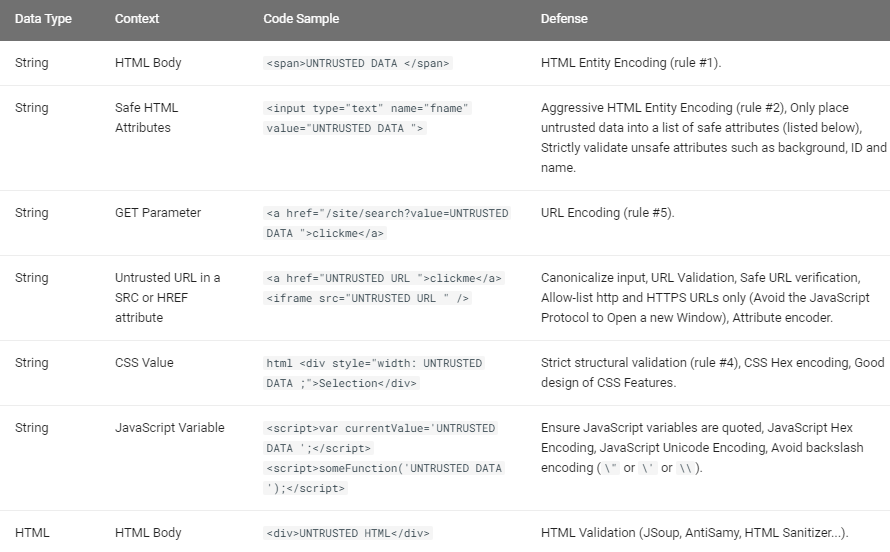 Data Type Context Code Sample Defense
String HTML Body <span>UNTRUSTED DATA </span> HTML Entity Encoding (rule #1).
String Safe HTML <input type="text" name="fname" Aggressive HTML Entity Encoding (rule #2), Only place
Attributes value="UNTRUSTED DATA "> untrusted data into a list of safe attributes (listed below),
Strictly validate unsafe attributes such as background, ID and
name.
String GET Parameter <a href="/site/search?value=UNTRUSTED URL Encoding (rule #5).
DATA ">clickme</a>
String Untrusted URL in a <a href="UNTRUSTED URL ">clickme</a> Canonicalize input, URL Validation, Safe URL verification,
SRC or HREF <iframe src="UNTRUSTED URL " /> Allow-list http and HTTPS URLs only (Avoid the JavaScript
attribute Protocol to Open a new Window), Attribute encoder.
String CSS Value html <div style="width: UNTRUSTED Strict structural validation (rule #4), CSS Hex encoding, Good
DATA ;">Selection</div> design of CSS Features.
String JavaScript Variable <script>var currentValue='UNTRUSTED Ensure JavaScript variables are quoted, JavaScript Hex
DATA ';</script> Encoding, JavaScript Unicode Encoding, Avoid backslash
<script>someFunction('UNTRUSTED DATA encoding ( \" or \' or \\ ).
');</script>
HTML HTML Body <div>UNTRUSTED HTML</div> HTML Validation (JSoup, AntiSamy, HTML Sanitizer...).